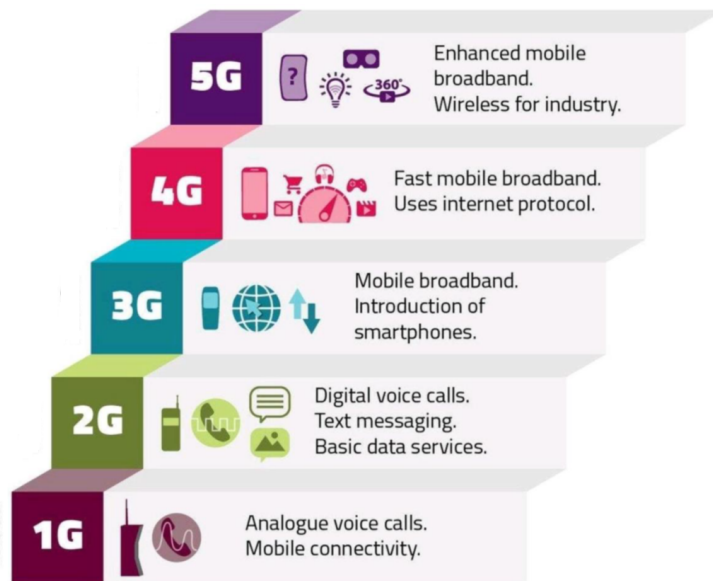 5G
?
360°
Enhanced mobile
broadband.
Wireless for industry.
4G
Fast mobile broadband.
Uses internet protocol.
3G
Mobile broadband.
Introduction of
smartphones.
2G
Digital voice calls.
Text messaging.
Basic data services.
1G
Analogue voice calls.
Mobile connectivity.